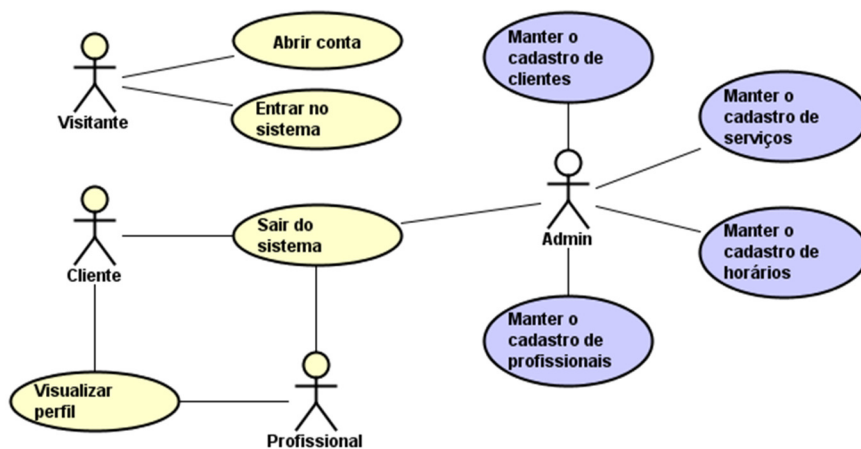 Abrir conta
Visitante
Entrar no
sistema
Manter o
cadastro de
clientes
Manter o
cadastro de
serviços
Cliente
Sair do
sistema
Admin
Manter o
cadastro de
horários
Manter o
cadastro de
profissionais
Visualizar
perfil
Profissional